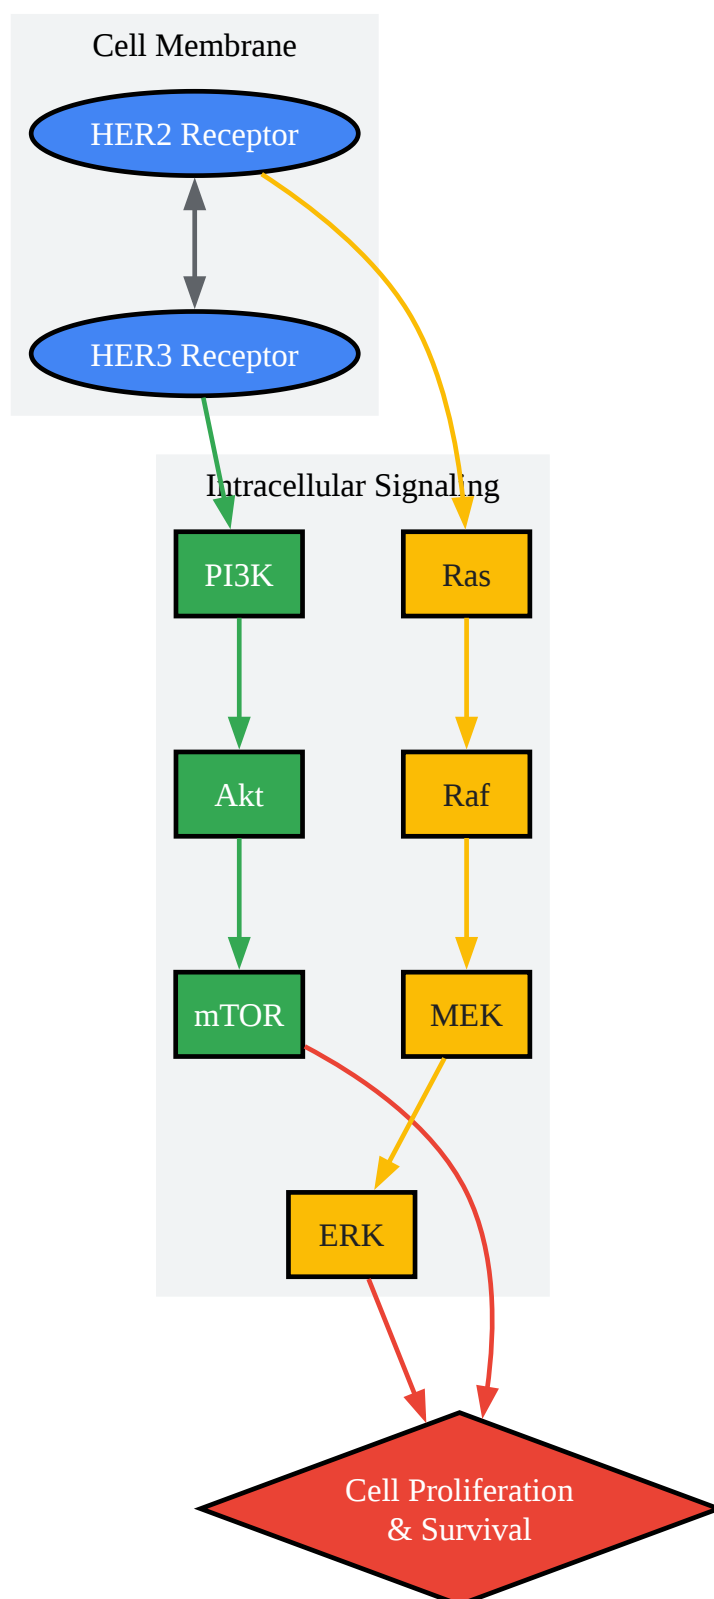 Cell Membrane
HER2 Receptor
HER3 Receptor
Intracellular Signaling
PI3K
Ras
Akt
Raf
mTOR
MEK
ERK
Cell Proliferation
& Survival